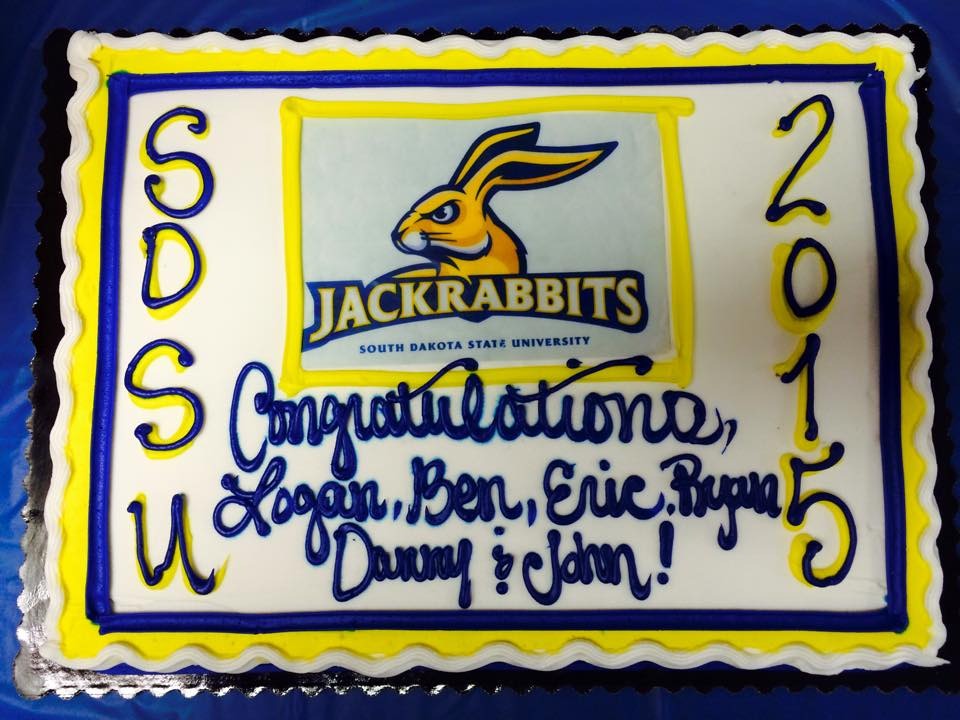 SDSU
2015
JACKRABBITS
SOUTH DAKOTA STATE UNIVERSITY
Congratulations,
Logan, Ben, Eric, Ryan
Danny & John!